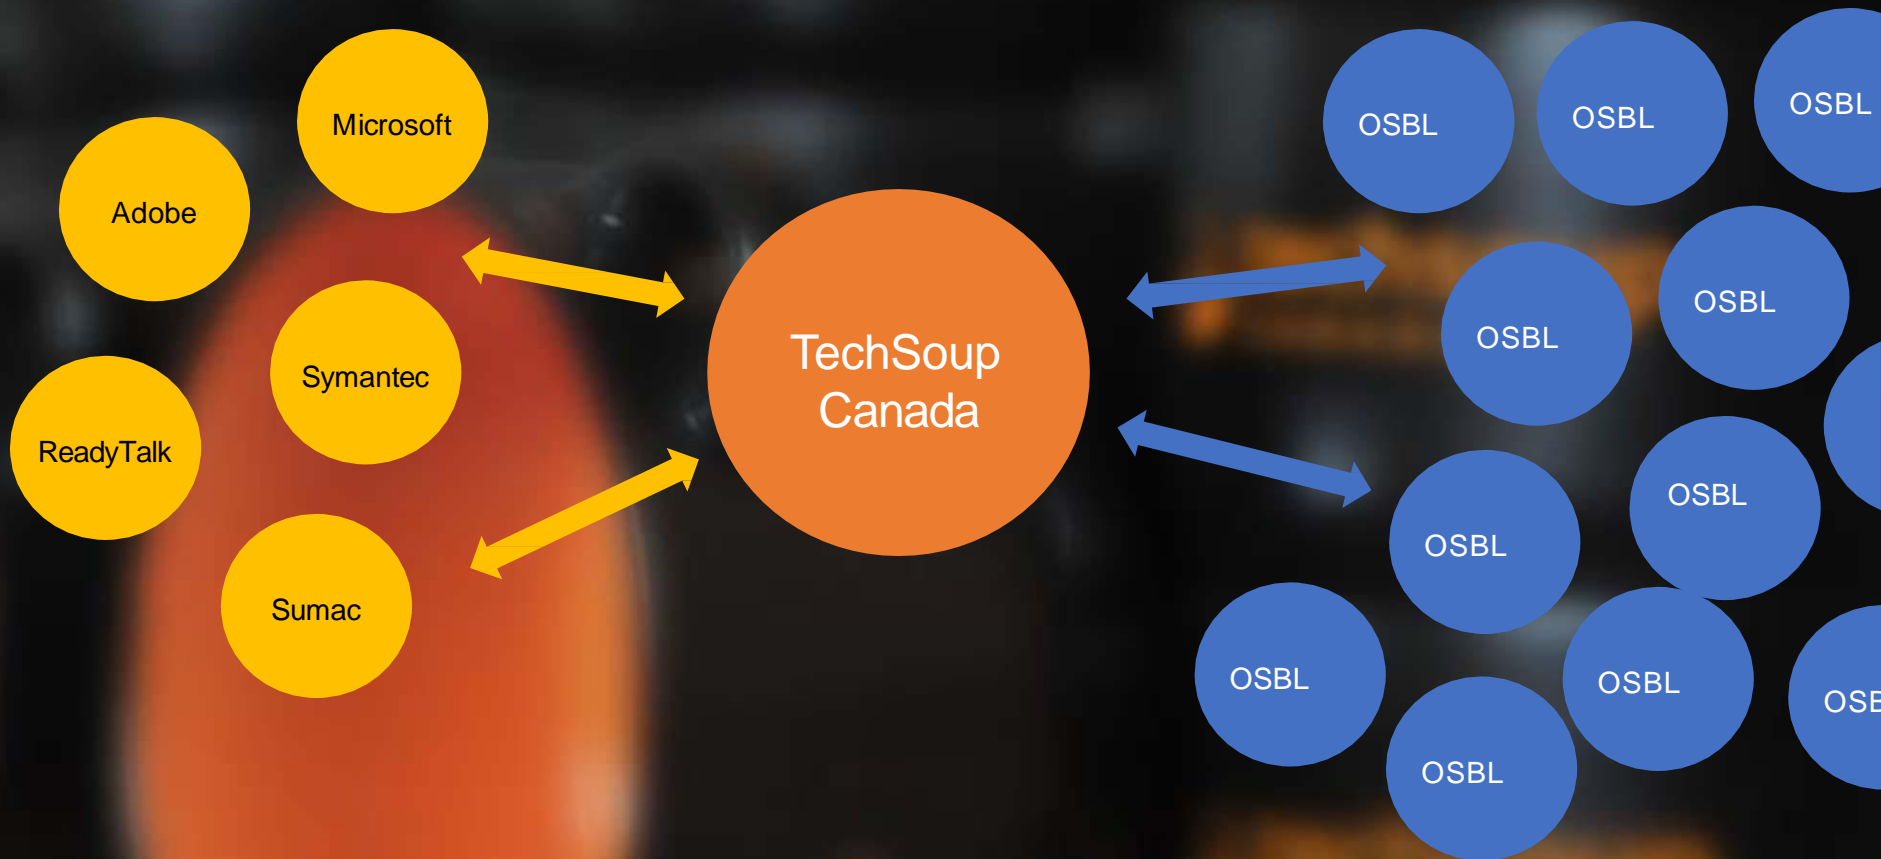 Microsoft
Adobe
Symantec
ReadyTalk
Sumac
TechSoup
Canada
OSBL
OSBL
OSBL
OSBL
OSBL
OSBL
OSBL
OSBL
OSBL
OSBL